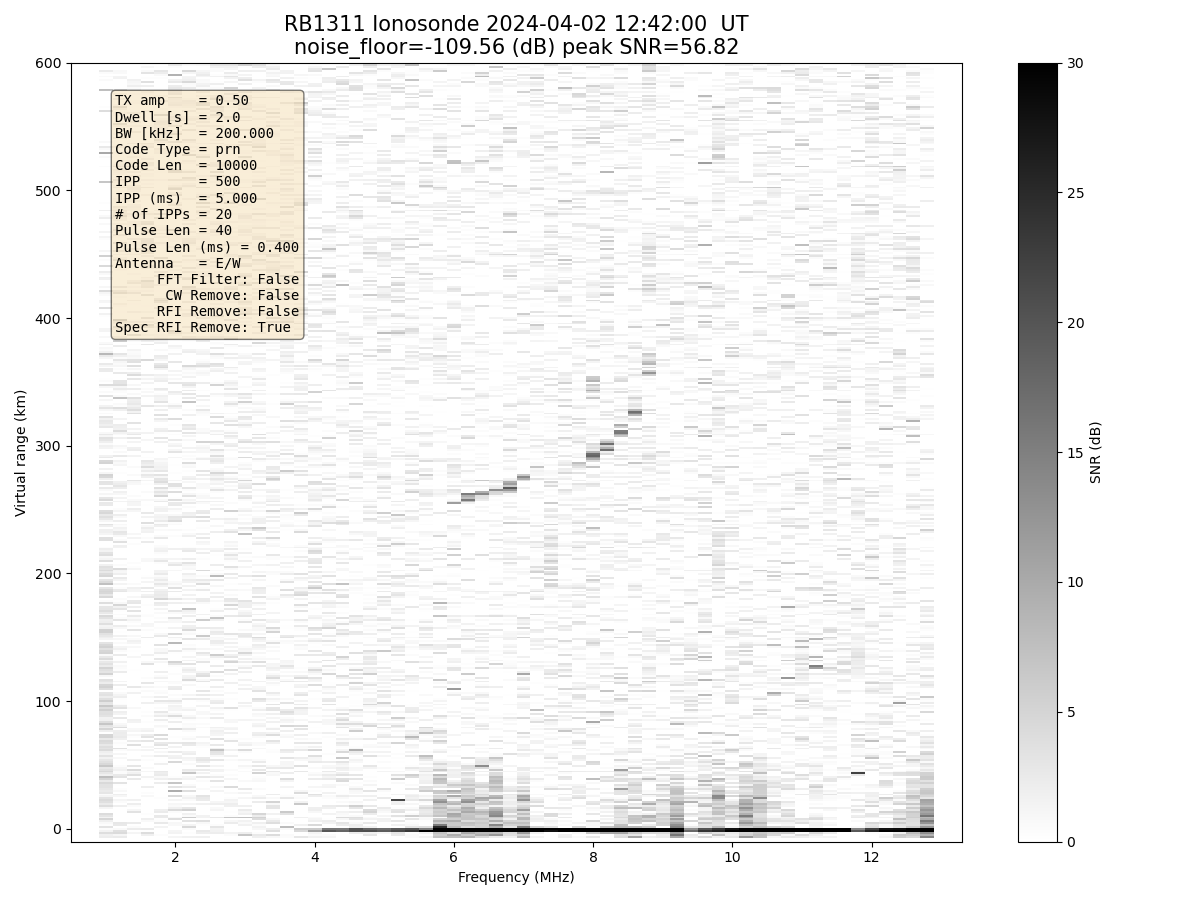 RB1311 Ionosonde 2024-04-02 12:42:00  UT
noise_floor=-109.56 (dB) peak SNR=56.82
TX amp    = 0.50
Dwell [s] = 2.0
BW [kHz]  = 200.000
Code Type = prn
Code Len  = 10000
IPP       = 500
IPP (ms)  = 5.000
# of IPPs = 20
Pulse Len = 40
Pulse Len (ms) = 0.400
Antenna   = E/W
FFT Filter: False
CW Remove: False
RFI Remove: False
Spec RFI Remove: True
Virtual range (km)
600
500
400
300
200
100
0
2 4 6 8 10 12
Frequency (MHz)
30
25
20
15
10
5
0
SNR (dB)